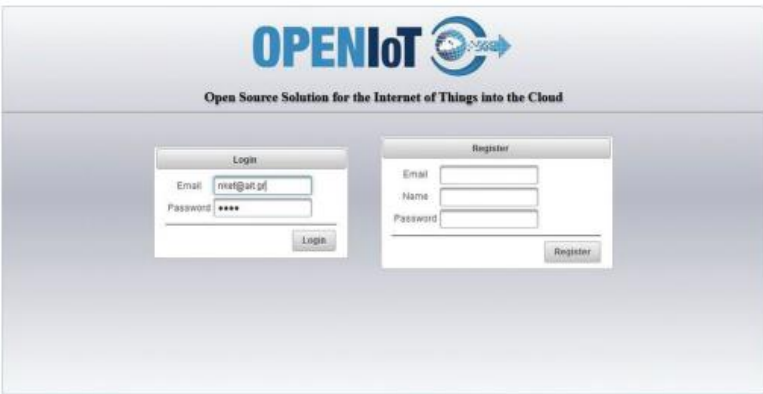 OPENIoT
Open Source Solution for the Internet of Things into the Cloud
Login
Email nkef@ait.gr
Password ••••
Login
Register
Email
Name
Password
Register